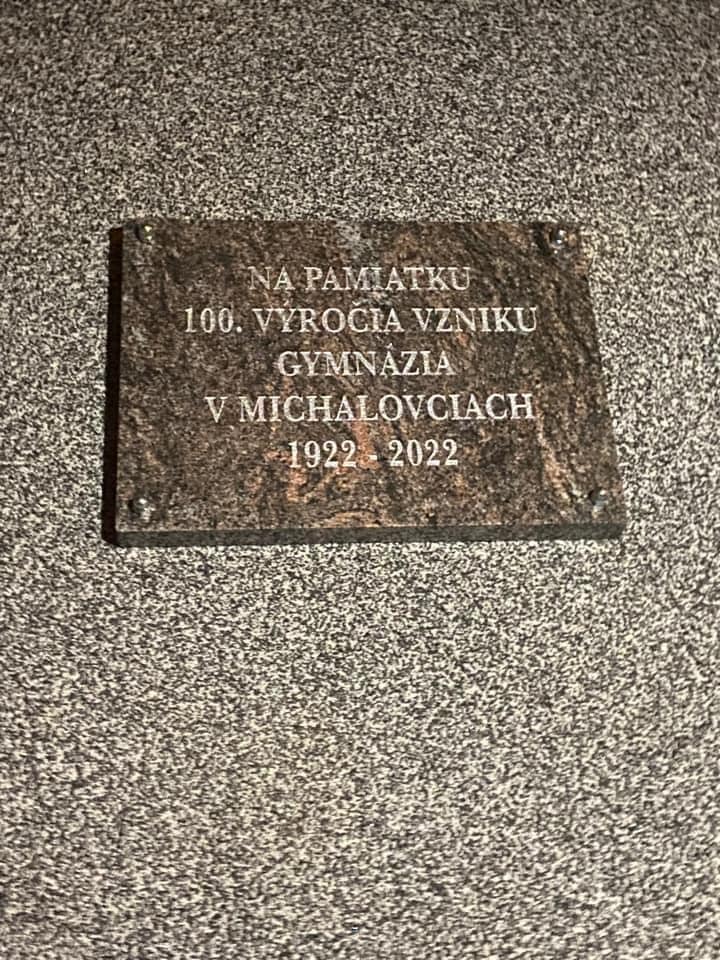 NA PAMIATKU
100. VÝROČIA VZNIKU
GYMNÁZIA
V MICHALOVCIACH
1922 - 2022